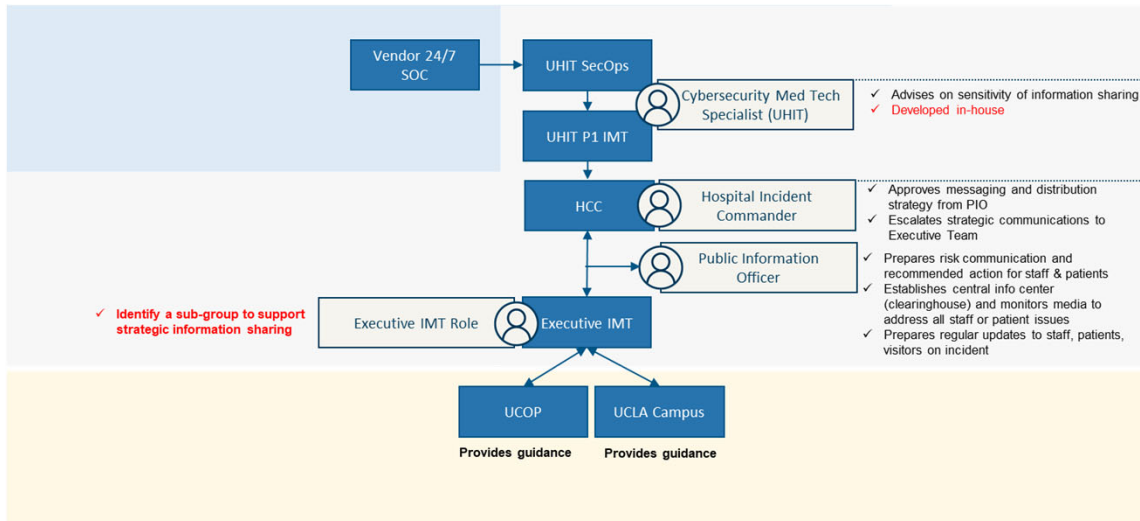 Vendor 24/7
SOC
UHIT SecOps
Cybersecurity Med Tech
Specialist (UHIT)
✓ Advises on sensitivity of information sharing
✓ Developed in-house
UHIT P1 IMT
HCC
Hospital Incident
Commander
✓ Approves messaging and distribution
strategy from PIO
✓ Escalates strategic communications to
Executive Team
Public Information
Officer
✓ Prepares risk communication and
recommended action for staff & patients
✓ Establishes central info center
(clearinghouse) and monitors media to
address all staff or patient issues
✓ Prepares regular updates to staff, patients,
visitors on incident
✓ Identify a sub-group to support
strategic information sharing
Executive IMT Role
Executive IMT
UCOP
UCLA Campus
Provides guidance
Provides guidance